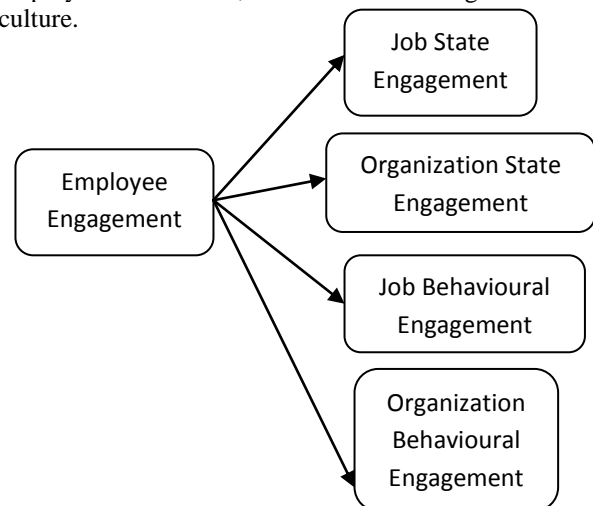 culture.
Job State
Engagement
Organization State
Engagement
Employee
Engagement
Job Behavioural
Engagement
Organization
Behavioural
Engagement